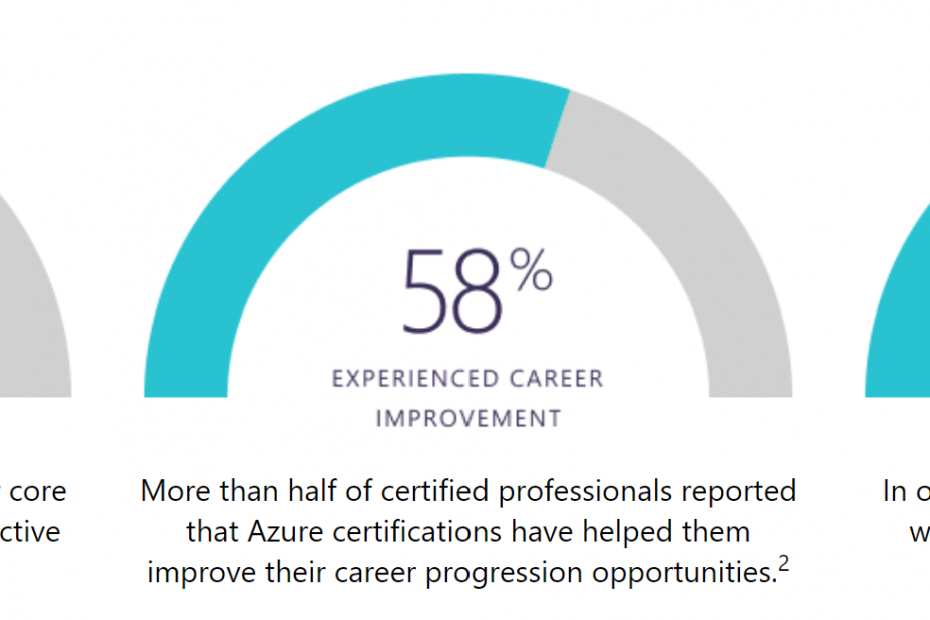 58%
EXPERIENCED CAREER
IMPROVEMENT
core
ctive
More than half of certified professionals reported
that Azure certifications have helped them
improve their career progression opportunities.2
In o
w